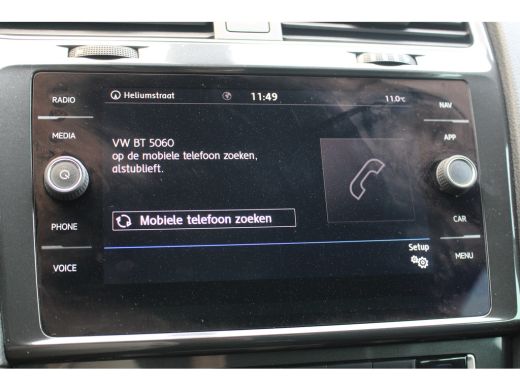 RADIO
MEDIA
PHONE
VOICE
Heliumstraat
11:49
11.0°C
VW BT 5060
op de mobiele telefoon zoeken,
alstublieft.
Mobiele telefoon zoeken
Setup
NAV
APP
CAR
MENU